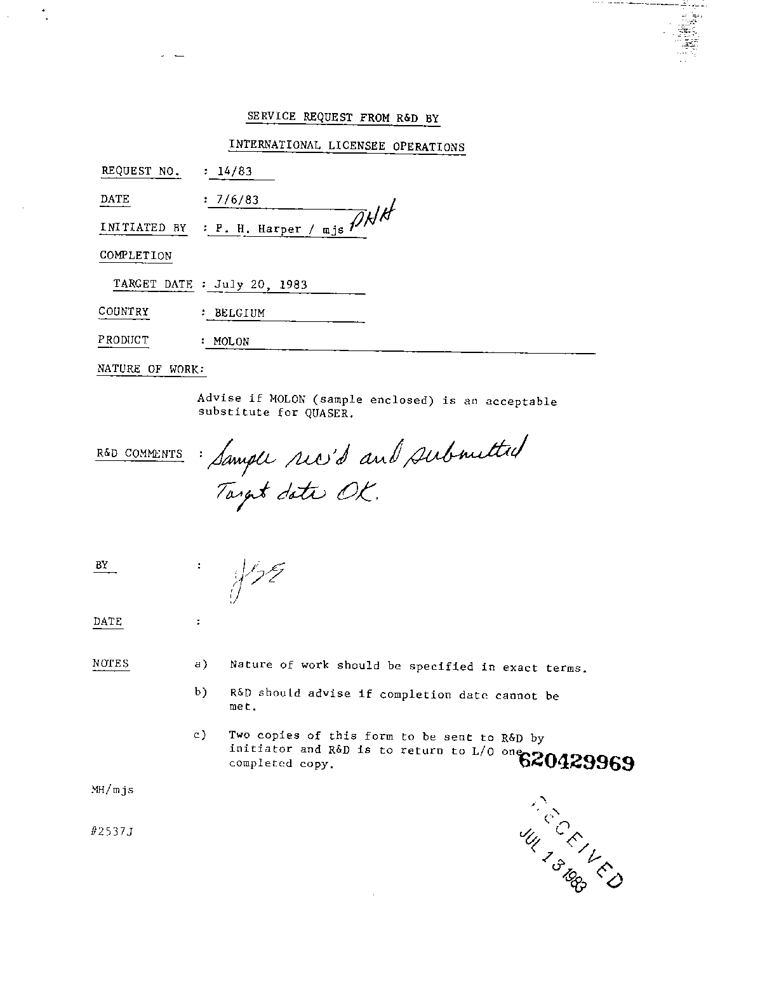 SERVICE REQUEST FROM R&D BY
INTERNATIONAL LICENSEE OPERATIONS
REQUEST NO. : 14/83
DATE : 7/6/83
INITIATED BY : P. H. Harper / mjs PHH
COMPLETION
TARGET DATE : July 20, 1983
COUNTRY : BELGIUM
PRODUCT : MOLON
NATURE OF WORK:
Advise if MOLON (sample enclosed) is an acceptable
substitute for QUASER.
R&D COMMENTS : Sample rec'd and submitted
Target date OK.
BY :
DATE :
NOTES a) Nature of work should be specified in exact terms.
b) R&D should advise if completion date cannot be
met.
c) Two copies of this form to be sent to R&D by
initiator and R&D is to return to L/O one
completed copy.
620429969
MH/mjs
#2537J
RECEIVED
JUL 13 1983